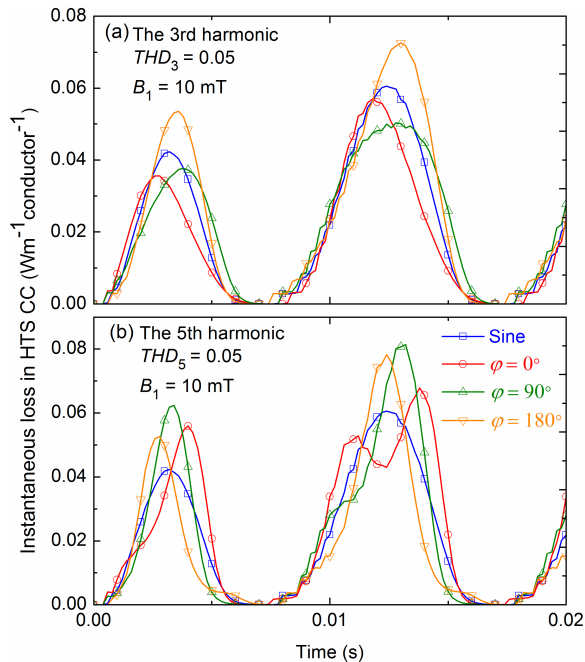 Instantaneous loss in HTS CC (Wm⁻¹conductor⁻¹)
(a) The 3rd harmonic
THD₃ = 0.05
B₁ = 10 mT
0.08
0.06
0.04
0.02
0.00
(b) The 5th harmonic
THD₅ = 0.05
B₁ = 10 mT
Sine
φ = 0°
φ = 90°
φ = 180°
0.08
0.06
0.04
0.02
0.00
0.00 0.01 0.02
Time (s)